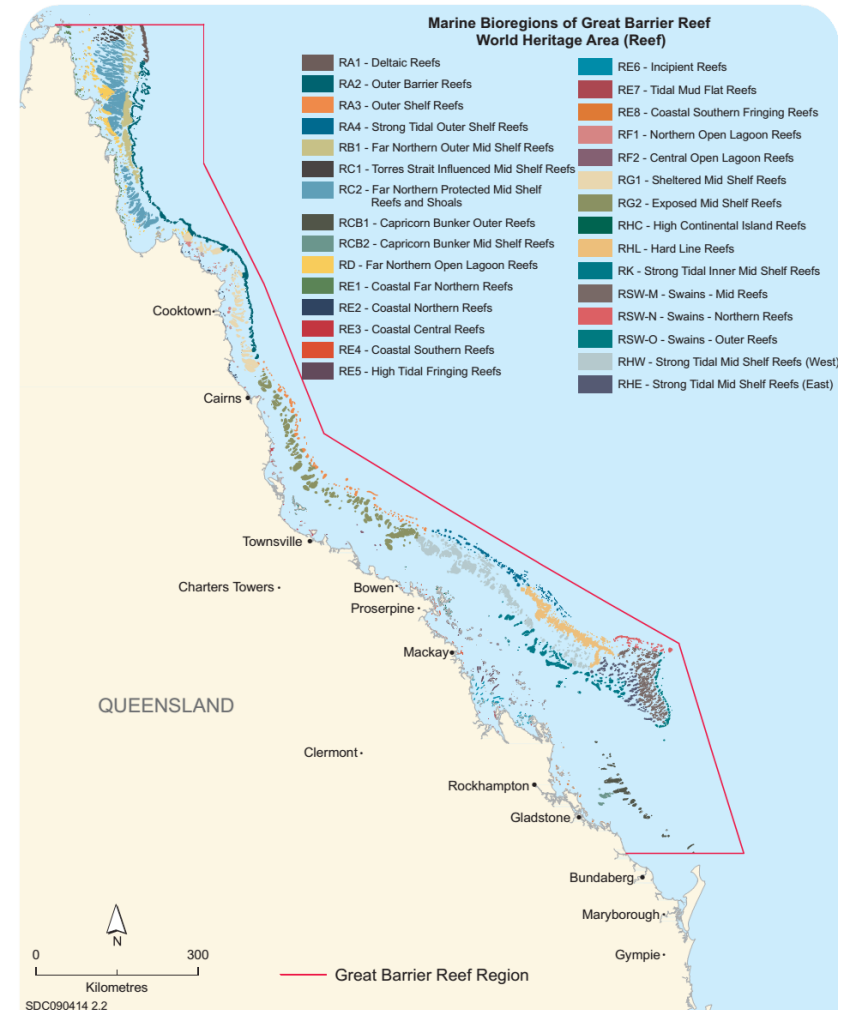 Marine Bioregions of Great Barrier Reef
World Heritage Area (Reef)
RA1 - Deltaic Reefs
RA2 - Outer Barrier Reefs
RA3 - Outer Shelf Reefs
RA4 - Strong Tidal Outer Shelf Reefs
RB1 - Far Northern Outer Mid Shelf Reefs
RC1 - Torres Strait Influenced Mid Shelf Reefs
RC2 - Far Northern Protected Mid Shelf
Reefs and Shoals
RCB1 - Capricorn Bunker Outer Reefs
RCB2 - Capricorn Bunker Mid Shelf Reefs
RD - Far Northern Open Lagoon Reefs
RE1 - Coastal Far Northern Reefs
RE2 - Coastal Northern Reefs
RE3 - Coastal Central Reefs
RE4 - Coastal Southern Reefs
RE5 - High Tidal Fringing Reefs
RE6 - Incipient Reefs
RE7 - Tidal Mud Flat Reefs
RE8 - Coastal Southern Fringing Reefs
RF1 - Northern Open Lagoon Reefs
RF2 - Central Open Lagoon Reefs
RG1 - Sheltered Mid Shelf Reefs
RG2 - Exposed Mid Shelf Reefs
RHC - High Continental Island Reefs
RHL - Hard Line Reefs
RK - Strong Tidal Inner Mid Shelf Reefs
RSW-M - Swains - Mid Reefs
RSW-N - Swains - Northern Reefs
RSW-O - Swains - Outer Reefs
RHW - Strong Tidal Mid Shelf Reefs (West)
RHE - Strong Tidal Mid Shelf Reefs (East)
Cooktown
Cairns
Townsville
Charters Towers
Bowen
Proserpine
Mackay
QUEENSLAND
Clermont
Rockhampton
Gladstone
Bundaberg
Maryborough
Gympie
N
0 300
Kilometres
Great Barrier Reef Region
SDC090414 2.2